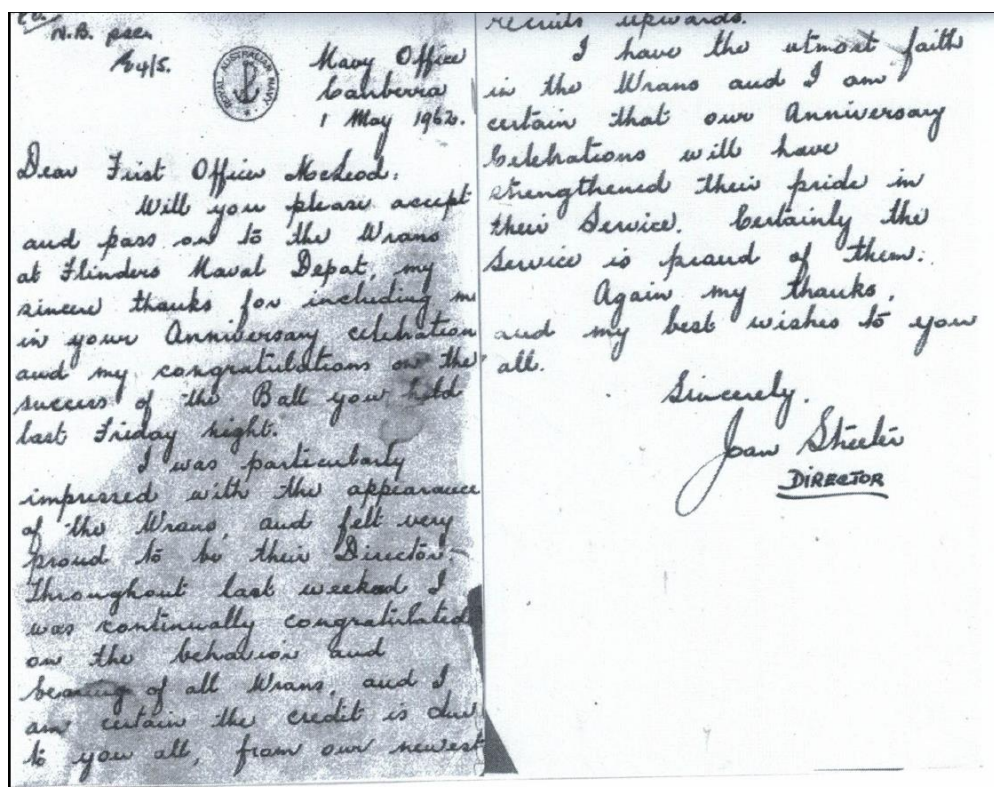 N.B. psen
24/5.
ROYAL AUSTRALIAN NAVY
Navy Office
Canberra
1 May 1962.
Dear First Officer McLeod,
Will you please accept
and pass on to the Wrans
at Flinders Naval Depot, my
sincere thanks for including m
in your Anniversary celebration
and my congratulations on the
success of the Ball you held
last Friday night.
I was particularly
impressed with the appearance
of the Wrans, and felt very
proud to be their Director.
Throughout last weekend I
was continually congratulated
on the behavior and
bearing of all Wrans, and I
am certain the credit is due
to you all, from our newest
recruits upwards.
I have the utmost faith
in the Wrans and I am
certain that our Anniversary
Celebrations will have
strengthened their pride in
their Service. Certainly the
Service is proud of them.
Again my thanks,
and my best wishes to you
all.
Sincerely,
Joan Streeter
DIRECTOR